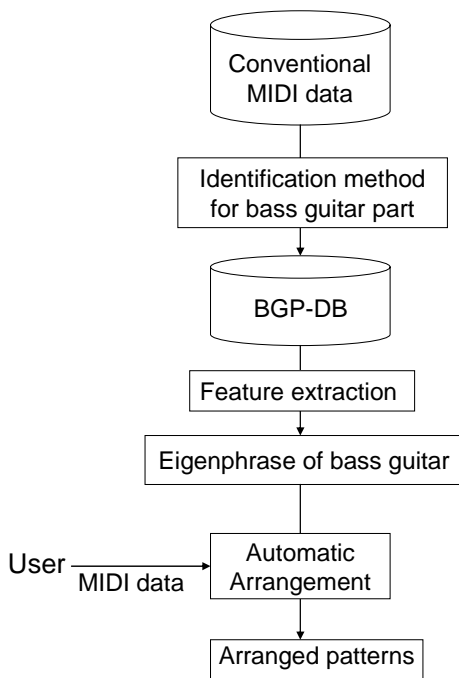 Conventional
MIDI data
Identification method
for bass guitar part
BGP-DB
Feature extraction
Eigenphrase of bass guitar
User
MIDI data
Automatic
Arrangement
Arranged patterns